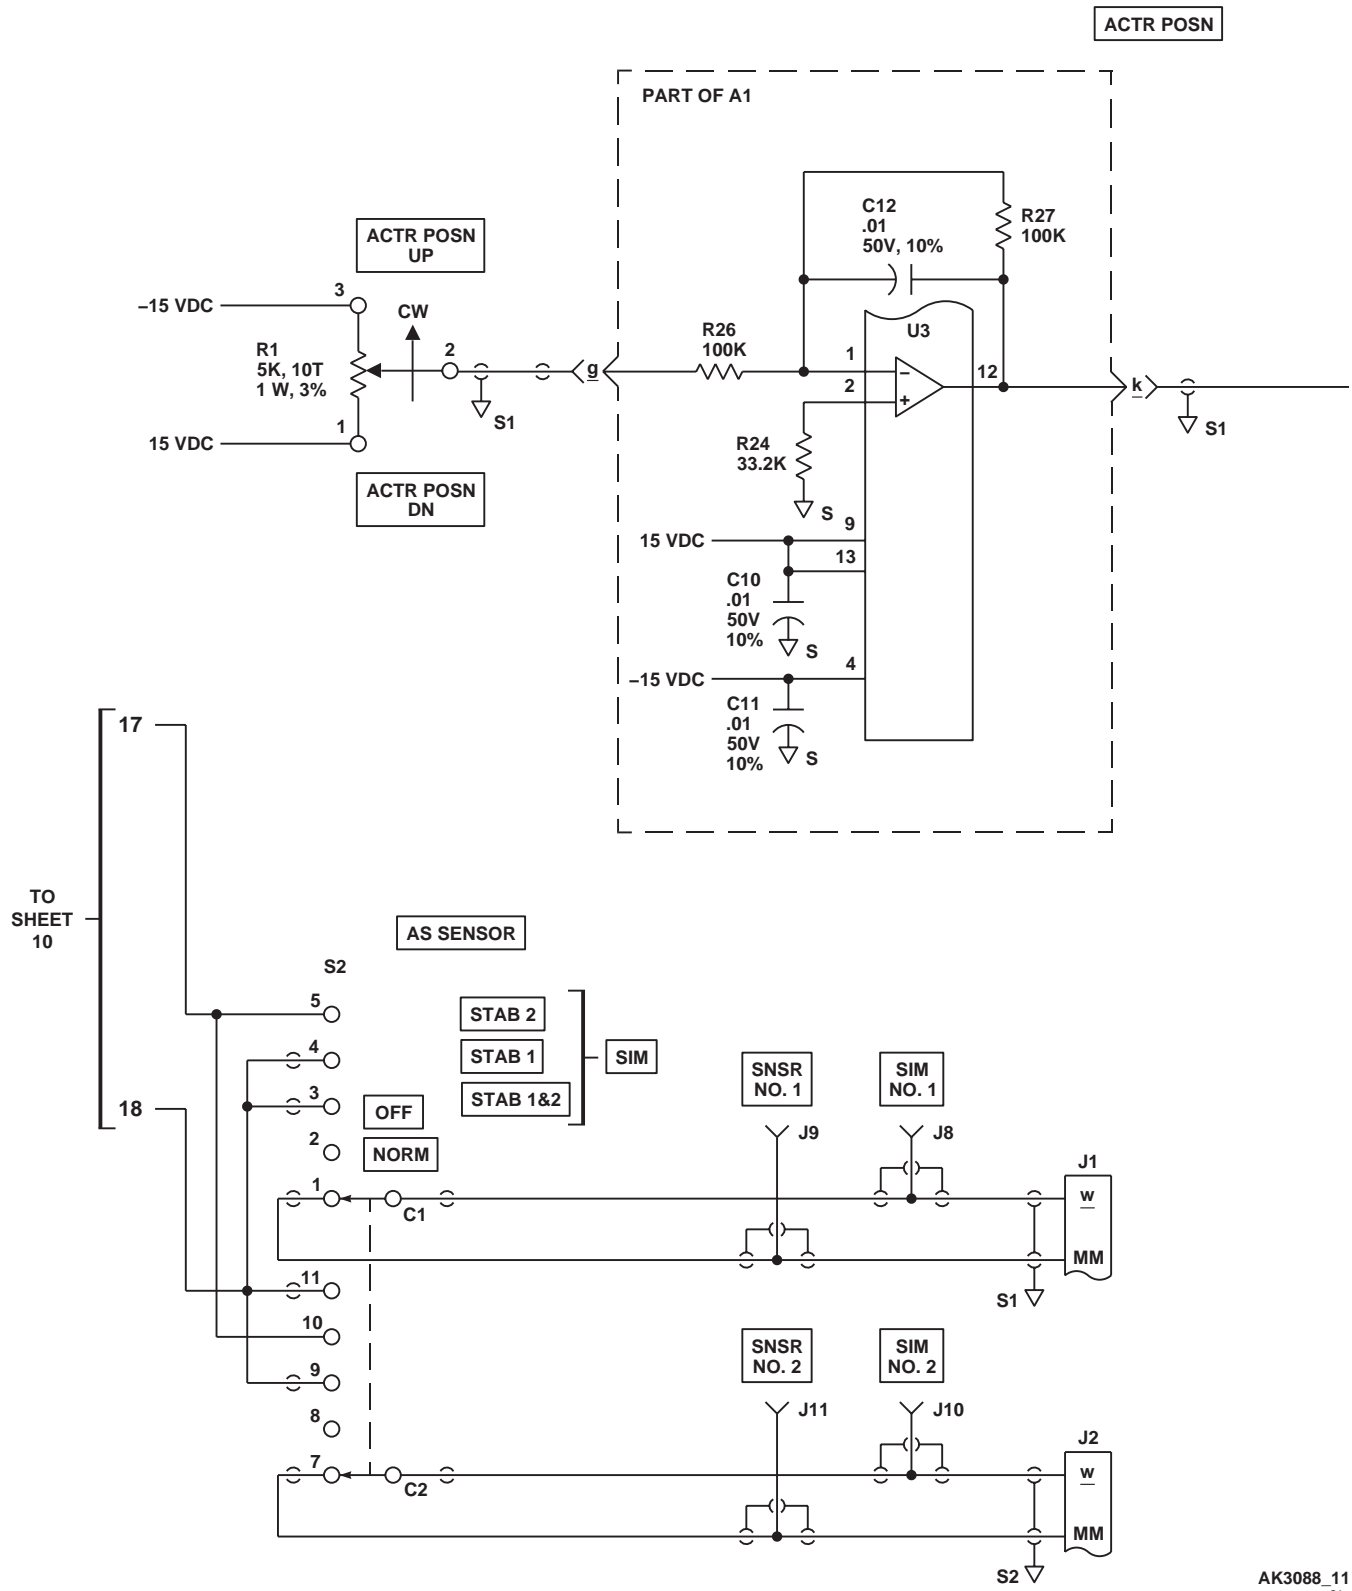 ACTR POSN
PART OF A1
C12
.01
50V, 10%
R27
100K
ACTR POSN
UP
–15 VDC
3
CW
R1
5K, 10T
1 W, 3%
2
g
S1
R26
100K
U3
1
2
12
k
S1
15 VDC
1
R24
33.2K
S
ACTR POSN
DN
15 VDC
9
13
C10
.01
50V
10%
S
–15 VDC
4
C11
.01
50V
10%
S
17
TO
SHEET
10
18
AS SENSOR
S2
5
STAB 2
4
STAB 1
SIM
3
OFF
STAB 1&2
2
NORM
1
C1
SNSR
NO. 1
J9
SIM
NO. 1
J8
J1
w
MM
S1
11
10
9
8
7
C2
SNSR
NO. 2
J11
SIM
NO. 2
J10
J2
w
MM
S2
AK3088_11